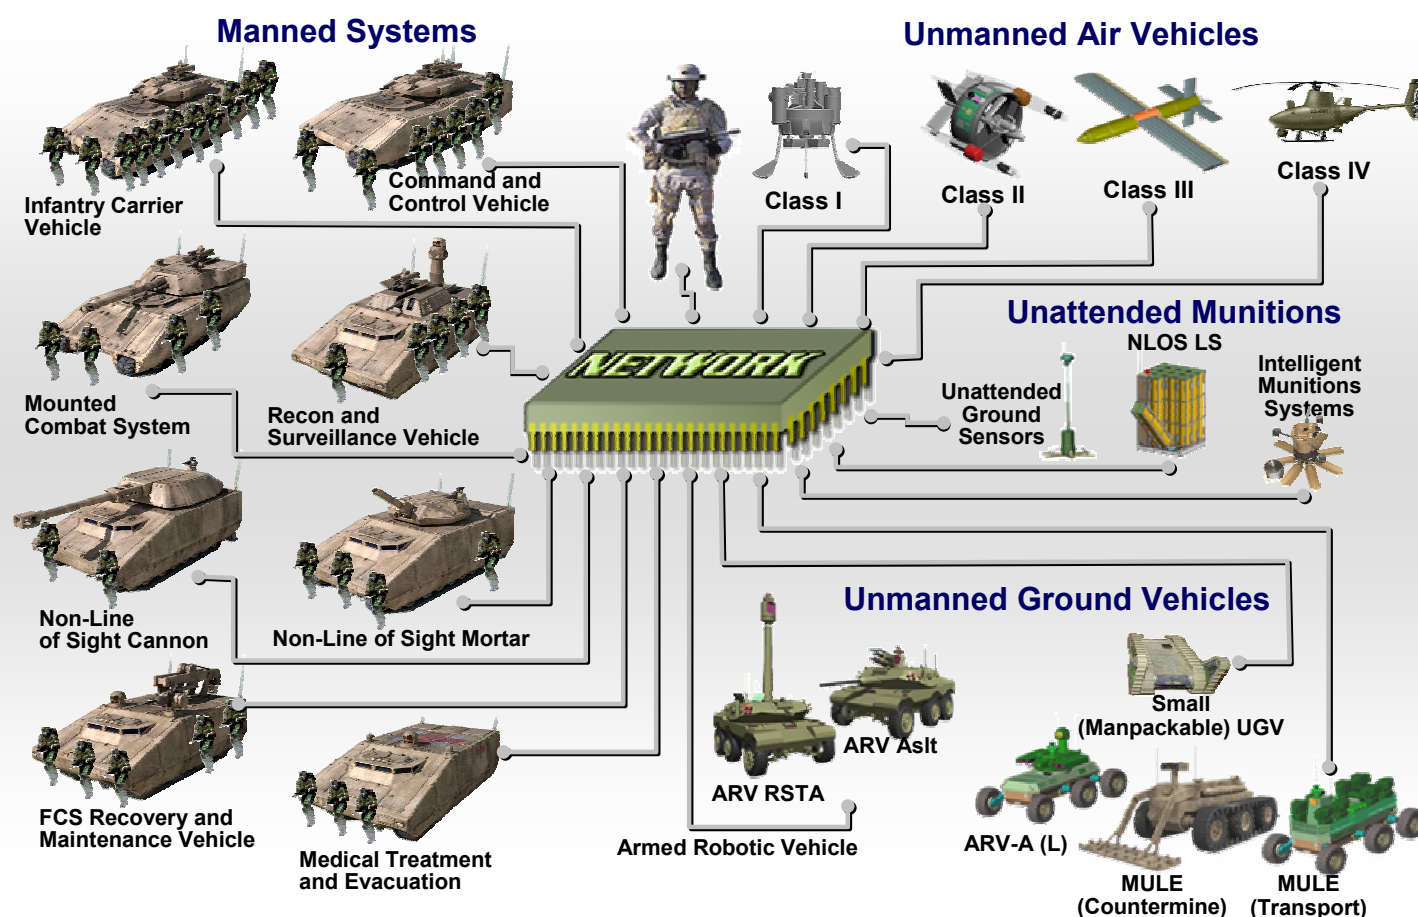 Manned Systems
Unmanned Air Vehicles
Infantry Carrier
Vehicle
Command and
Control Vehicle
Class I
Class II
Class III
Class IV
Mounted
Combat System
Recon and
Surveillance Vehicle
NETWORK
Unattended Munitions
NLOS LS
Unattended
Ground
Sensors
Intelligent
Munitions
Systems
Non-Line
of Sight Cannon
Non-Line of Sight Mortar
Unmanned Ground Vehicles
Small
(Manpackable) UGV
ARV Aslt
ARV RSTA
Armed Robotic Vehicle
ARV-A (L)
MULE
(Countermine)
MULE
(Transport)
FCS Recovery and
Maintenance Vehicle
Medical Treatment
and Evacuation